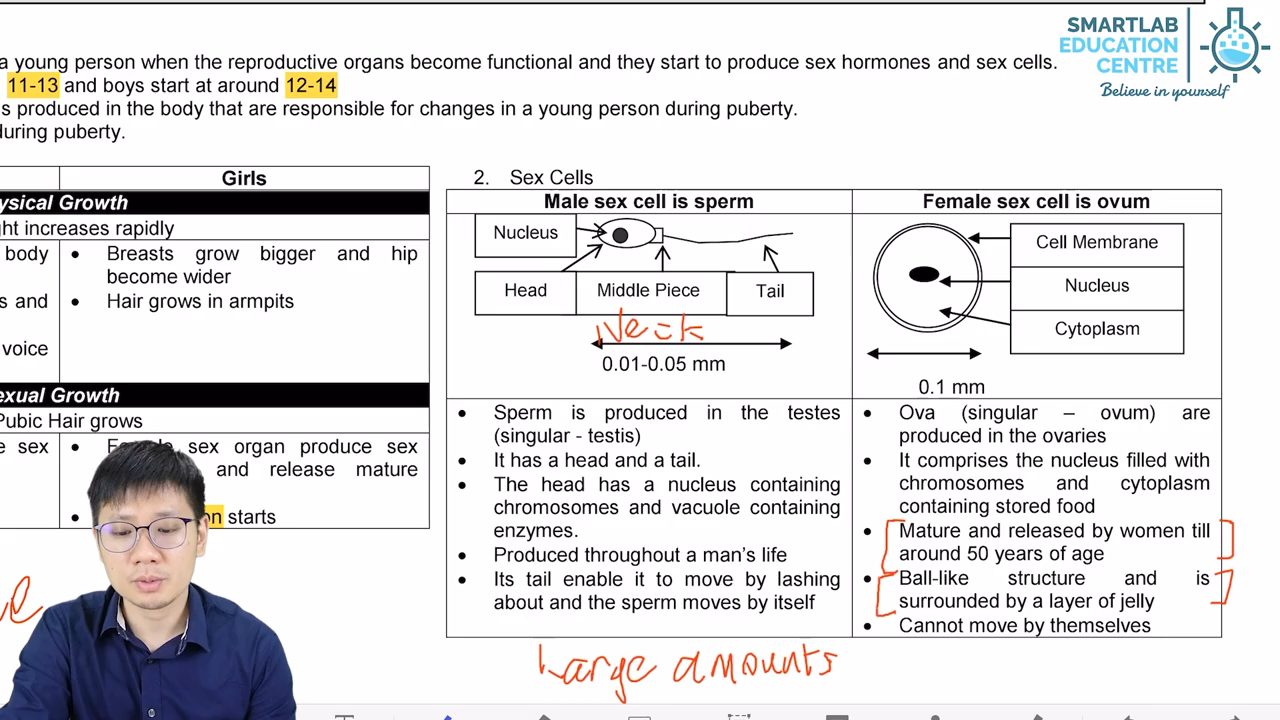 SMARTLAB
EDUCATION
CENTRE
Believe in yourself
a young person when the reproductive organs become functional and they start to produce sex hormones and sex cells.
11-13 and boys start at around 12-14
s produced in the body that are responsible for changes in a young person during puberty.
during puberty.
Girls
ysical Growth
ght increases rapidly
body
s and
voice
• Breasts grow bigger and hip
become wider
• Hair grows in armpits
exual Growth
Pubic Hair grows
e sex
sex organ produce sex
and release mature
• on starts
2. Sex Cells
Male sex cell is sperm
Nucleus
Head
Middle Piece
Tail
Neck
0.01-0.05 mm
• Sperm is produced in the testes
(singular - testis)
• It has a head and a tail.
• The head has a nucleus containing
chromosomes and vacuole containing
enzymes.
• Produced throughout a man's life
• Its tail enable it to move by lashing
about and the sperm moves by itself
Large amounts
Female sex cell is ovum
Cell Membrane
Nucleus
Cytoplasm
0.1 mm
• Ova (singular – ovum) are
produced in the ovaries
• It comprises the nucleus filled with
chromosomes and cytoplasm
containing stored food
• Mature and released by women till
around 50 years of age
• Ball-like structure and is
surrounded by a layer of jelly
• Cannot move by themselves